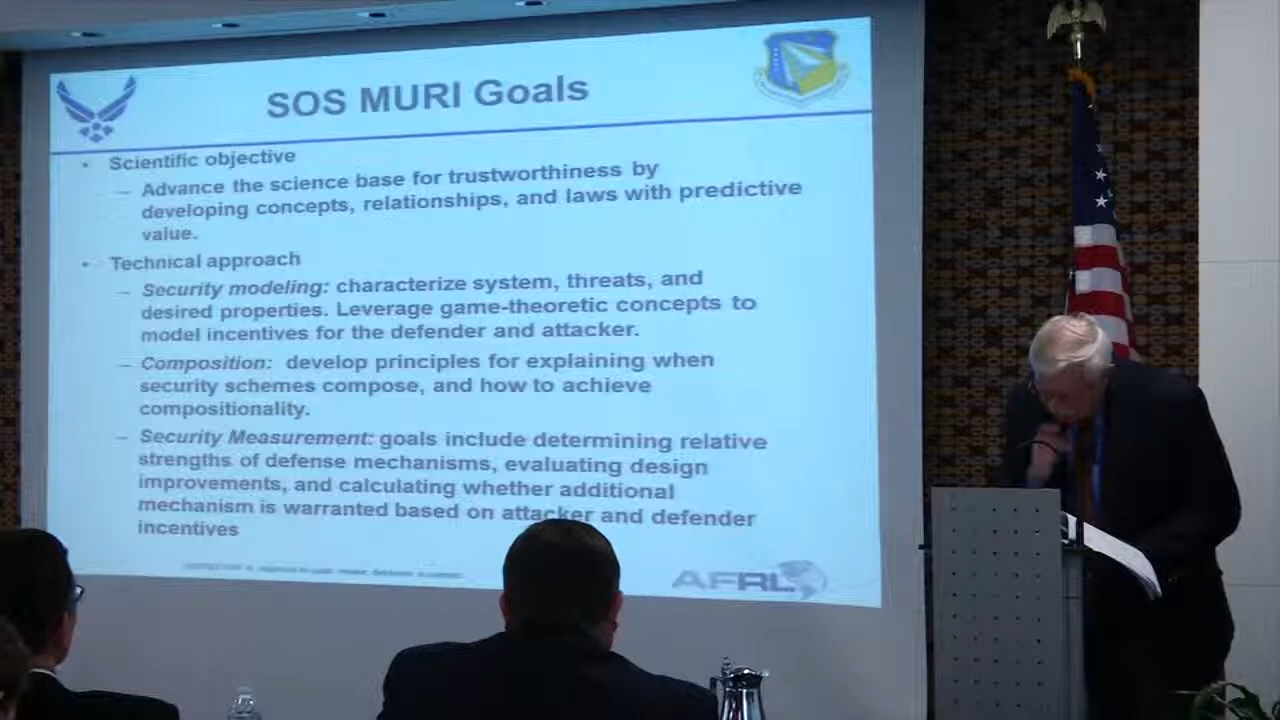 SOS MURI Goals
• Scientific objective
– Advance the science base for trustworthiness by
developing concepts, relationships, and laws with predictive
value.
• Technical approach
– Security modeling: characterize system, threats, and
desired properties. Leverage game-theoretic concepts to
model incentives for the defender and attacker.
– Composition: develop principles for explaining when
security schemes compose, and how to achieve
compositionality.
– Security Measurement: goals include determining relative
strengths of defense mechanisms, evaluating design
improvements, and calculating whether additional
mechanism is warranted based on attacker and defender
incentives
AFRL